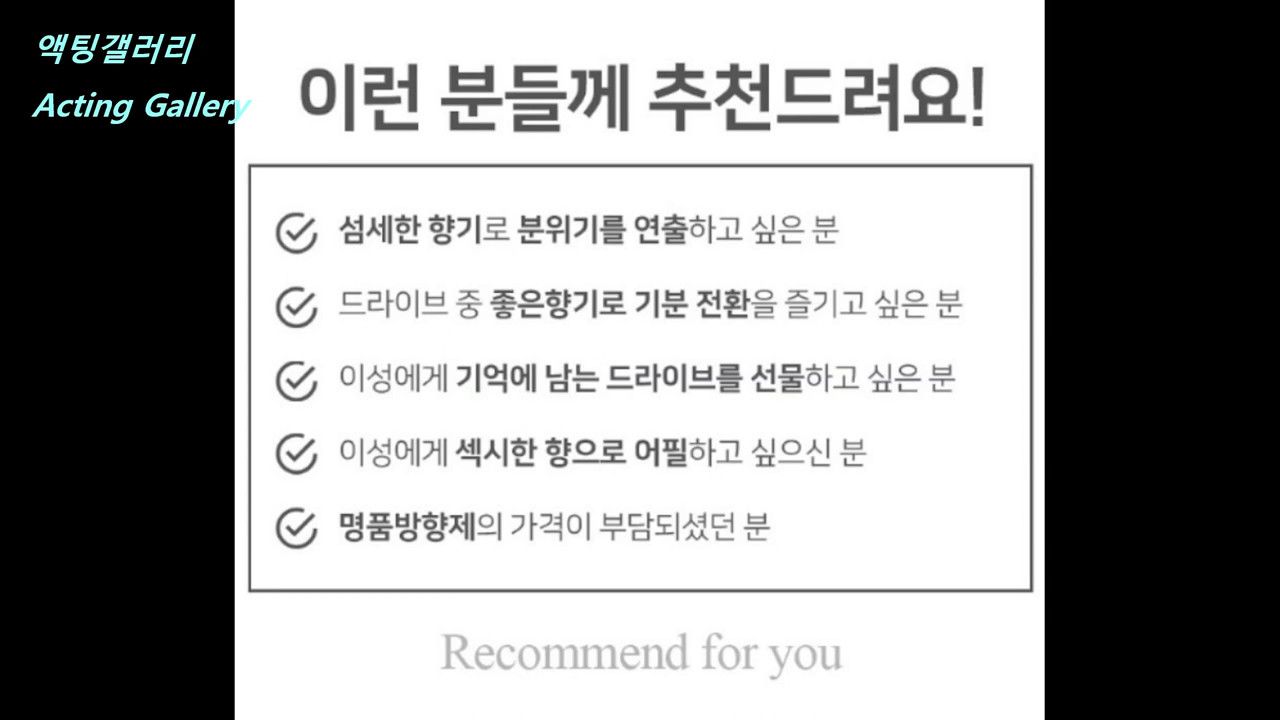 액팅갤러리
Acting Gallery
이런 분들께 추천드려요!
섬세한 향기로 분위기를 연출하고 싶은 분
드라이브 중 좋은향기로 기분 전환을 즐기고 싶은 분
이성에게 기억에 남는 드라이브를 선물하고 싶은 분
이성에게 섹시한 향으로 어필하고 싶으신 분
명품방향제의 가격이 부담되셨던 분
Recommend for you